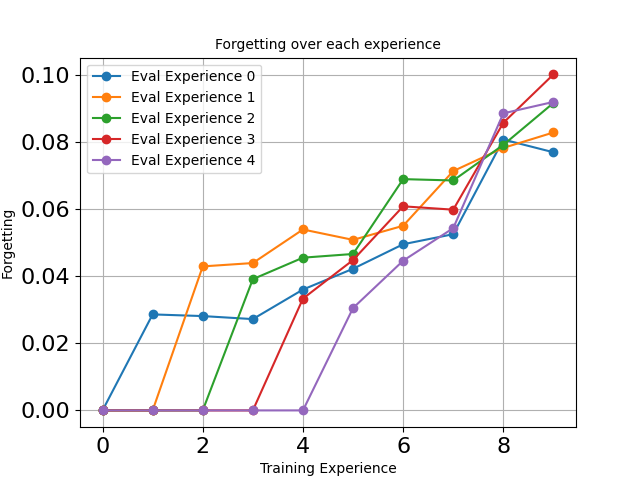 Forgetting over each experience
Eval Experience 0
Eval Experience 1
Eval Experience 2
Eval Experience 3
Eval Experience 4
Forgetting
0.10
0.08
0.06
0.04
0.02
0.00
0 2 4 6 8
Training Experience